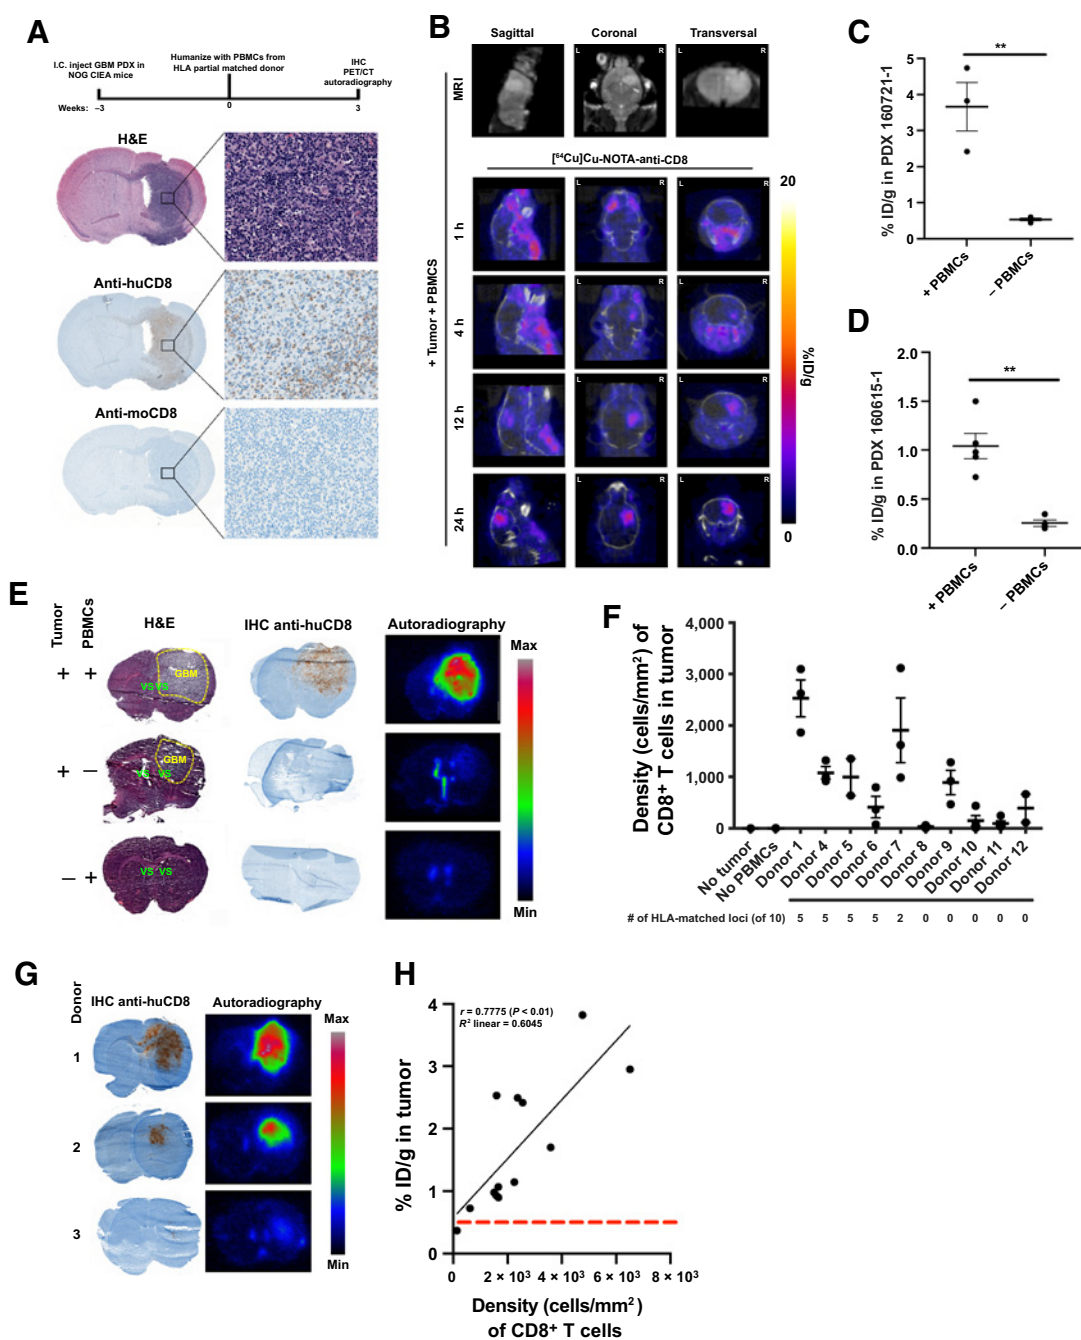 A
I.C. inject GBM PDX in
NOG CIEA mice
Humanize with PBMCs from
HLA partial matched donor
IHC
PET/CT
autoradiography
Weeks: –3
0
3
H&E
Anti-huCD8
Anti-moCD8
B
Sagittal
Coronal
Transversal
MRI
L
R
L
R
[⁶⁴Cu]Cu-NOTA-anti-CD8
+ Tumor + PBMCS
1 h
L
R
L
R
4 h
L
R
L
R
12 h
L
R
L
R
24 h
L
R
L
R
20
%ID/g
0
C
% ID/g in PDX 160721-1
5
4
3
2
1
0
**
+ PBMCs
– PBMCs
D
% ID/g in PDX 160615-1
2.0
1.5
1.0
0.5
0.0
**
+ PBMCs
– PBMCs
E
Tumor
PBMCs
H&E
IHC anti-huCD8
Autoradiography
+ +
GBM
VS VS
+ –
GBM
VS VS
– +
VS VS
Max
Min
F
Density (cells/mm²) of
CD8⁺ T cells in tumor
4,000
3,000
2,000
1,000
0
No tumor
No PBMCs
Donor 1
Donor 4
Donor 5
Donor 6
Donor 7
Donor 8
Donor 9
Donor 10
Donor 11
Donor 12
# of HLA-matched loci (of 10) 5 5 5 5 2 0 0 0 0 0
G
Donor
IHC anti-huCD8
Autoradiography
1
2
3
Max
Min
H
r = 0.7775 (P < 0.01)
R² linear = 0.6045
% ID/g in tumor
4
3
2
1
0
0 2 × 10³ 4 × 10³ 6 × 10³ 8 × 10³
Density (cells/mm²)
of CD8⁺ T cells